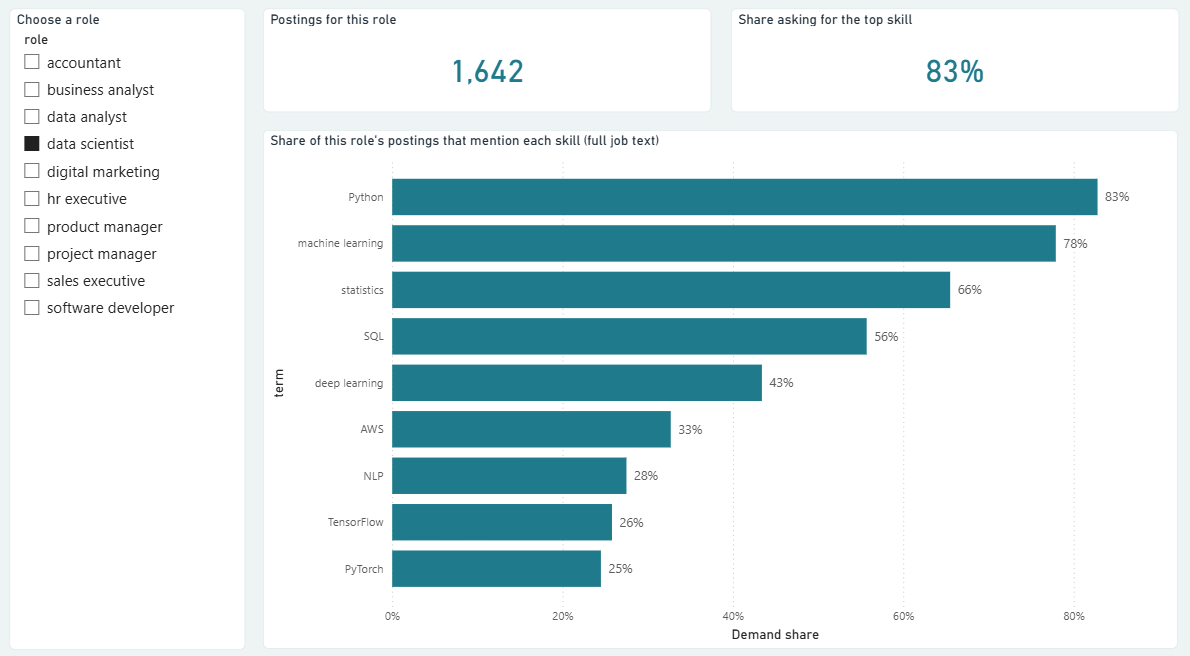 Choose a role
role
accountant
business analyst
data analyst
data scientist
digital marketing
hr executive
product manager
project manager
sales executive
software developer
Postings for this role
1,642
Share asking for the top skill
83%
Share of this role's postings that mention each skill (full job text)
term
Python 83%
machine learning 78%
statistics 66%
SQL 56%
deep learning 43%
AWS 33%
NLP 28%
TensorFlow 26%
PyTorch 25%
0% 20% 40% 60% 80%
Demand share